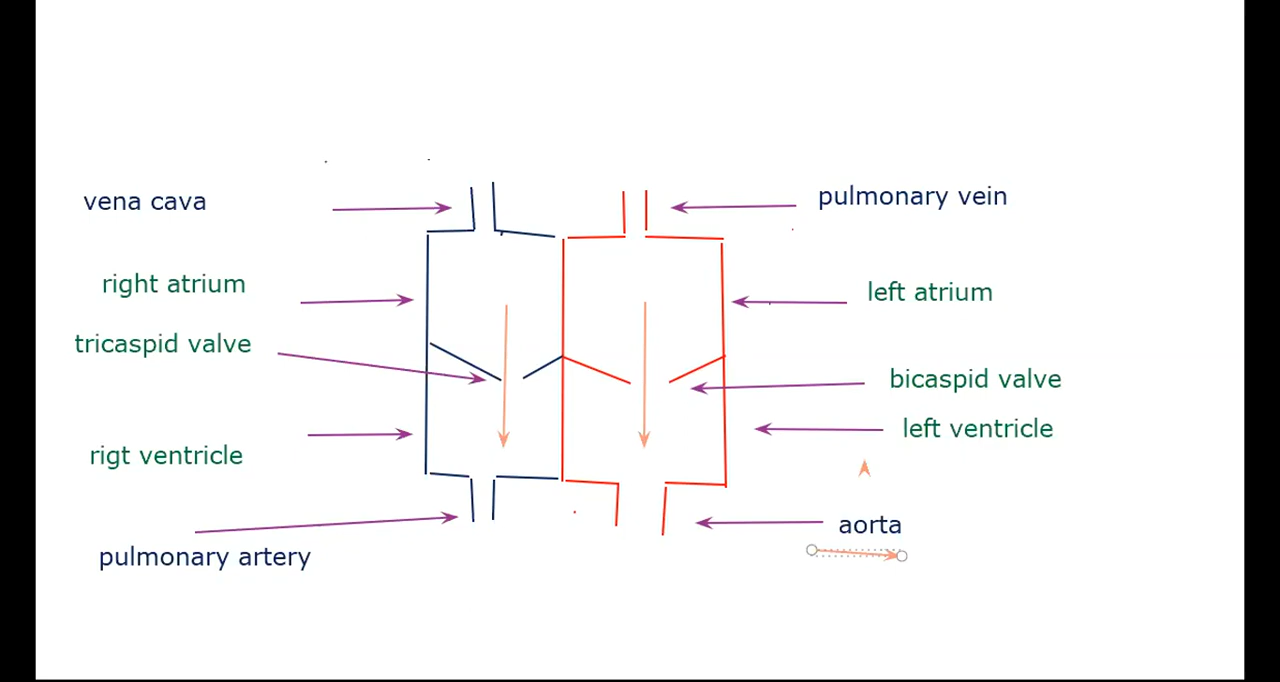 vena cava
pulmonary vein
right atrium
left atrium
tricaspid valve
bicaspid valve
left ventricle
rigt ventricle
aorta
pulmonary artery